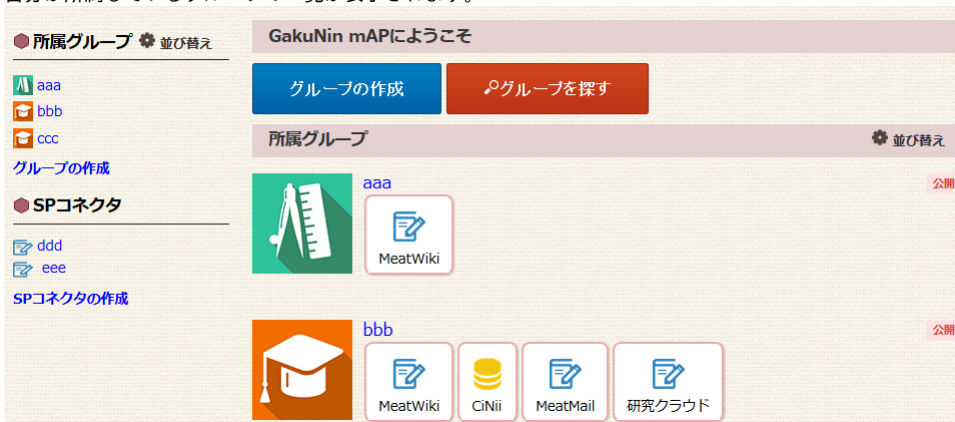 所属グループ 並び替え
aaa
bbb
ccc
グループの作成
SPコネクタ
ddd
eee
SPコネクタの作成
GakuNin mAPにようこそ
グループの作成
グループを探す
所属グループ
並び替え
aaa
公開
MeatWiki
bbb
公開
MeatWiki
CiNii
MeatMail
研究クラウド